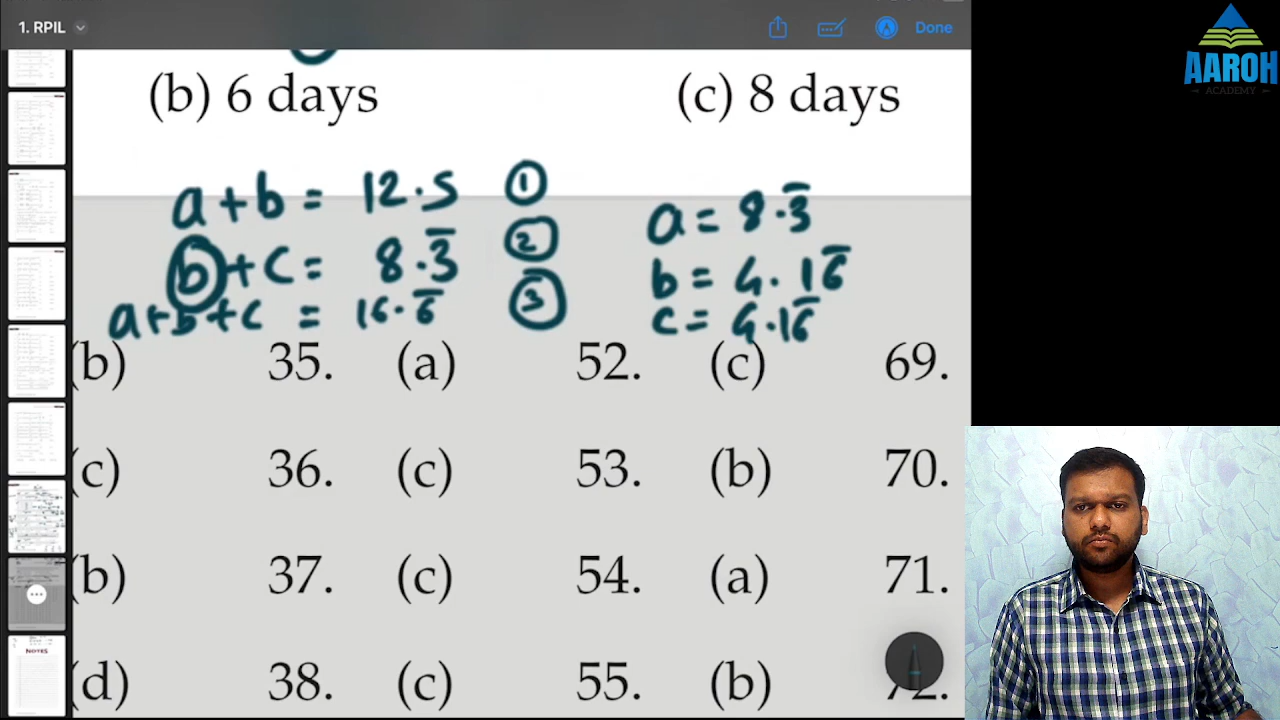 1. RPIL
Done
AAROH
ACADEMY
(b) 6 days (c) 8 days
a + b = 12.5 ①
b + c = 8.3̅ ②
a + b + c = 16.6̅ ③
a = 8.3̅
b = 4.16̅
c = 4.16̅
(b) 35. (a) 52. (c) 69.
(c) 36. (c) 53. (b) 70.
(b) 37. (c) 54. (a) 71.
(d) 38. (c) 55. (b) 72.
NOTES